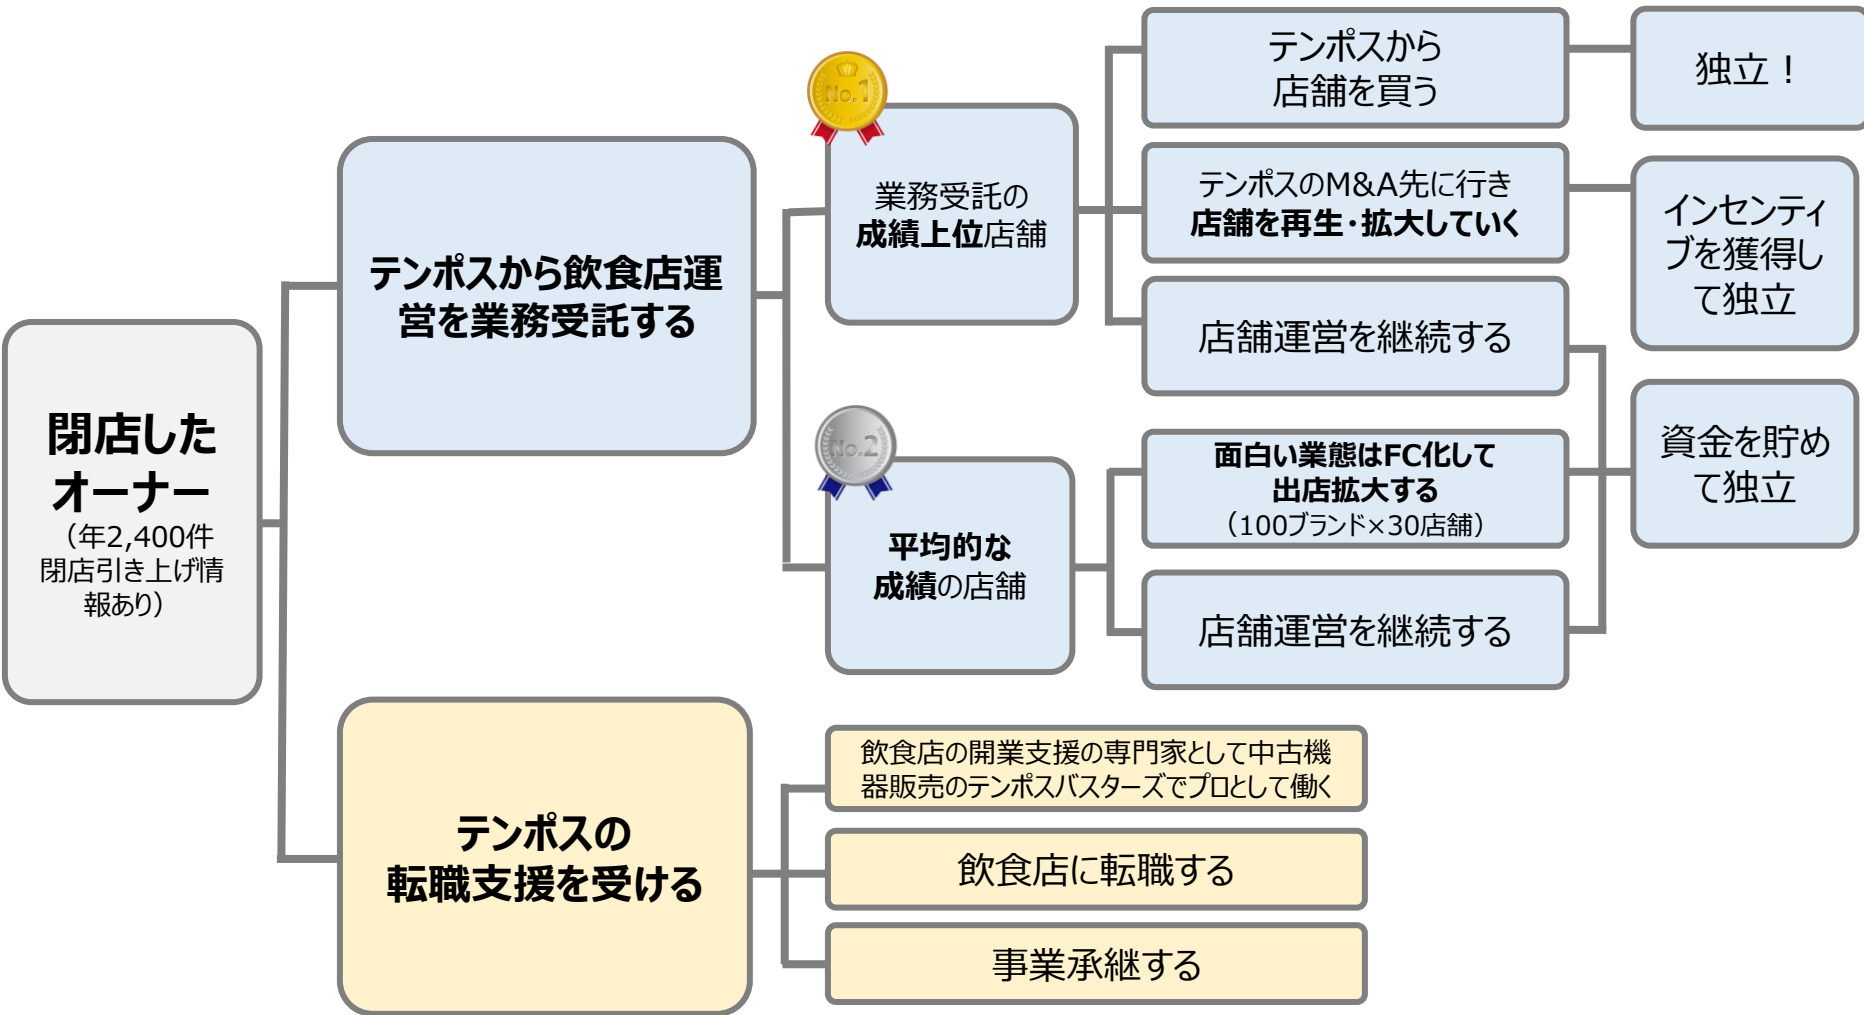 閉店した
オーナー
（年2,400件
閉店引き上げ情
報あり）
テンポスから飲食店運
営を業務受託する
No.1
業務受託の
成績上位店舗
テンポスから
店舗を買う
独立！
テンポスのM&A先に行き
店舗を再生・拡大していく
インセンティ
ブを獲得し
て独立
店舗運営を継続する
No.2
平均的な
成績の店舗
面白い業態はFC化して
出店拡大する
（100ブランド×30店舗）
店舗運営を継続する
資金を貯め
て独立
テンポスの
転職支援を受ける
飲食店の開業支援の専門家として中古機
器販売のテンポスバスターズでプロとして働く
飲食店に転職する
事業承継する